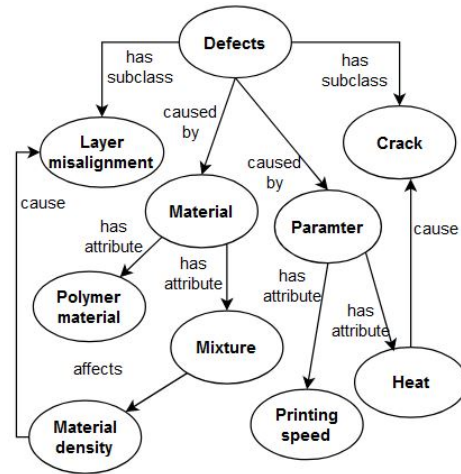 Defects
has
subclass
has
subclass
caused
by
Layer
misalignment
Crack
caused
by
cause
Material
Paramter
cause
has
attribute
has
attribute
has
attribute
has
attribute
Polymer
material
Mixture
affects
Heat
Printing
speed
Material
density